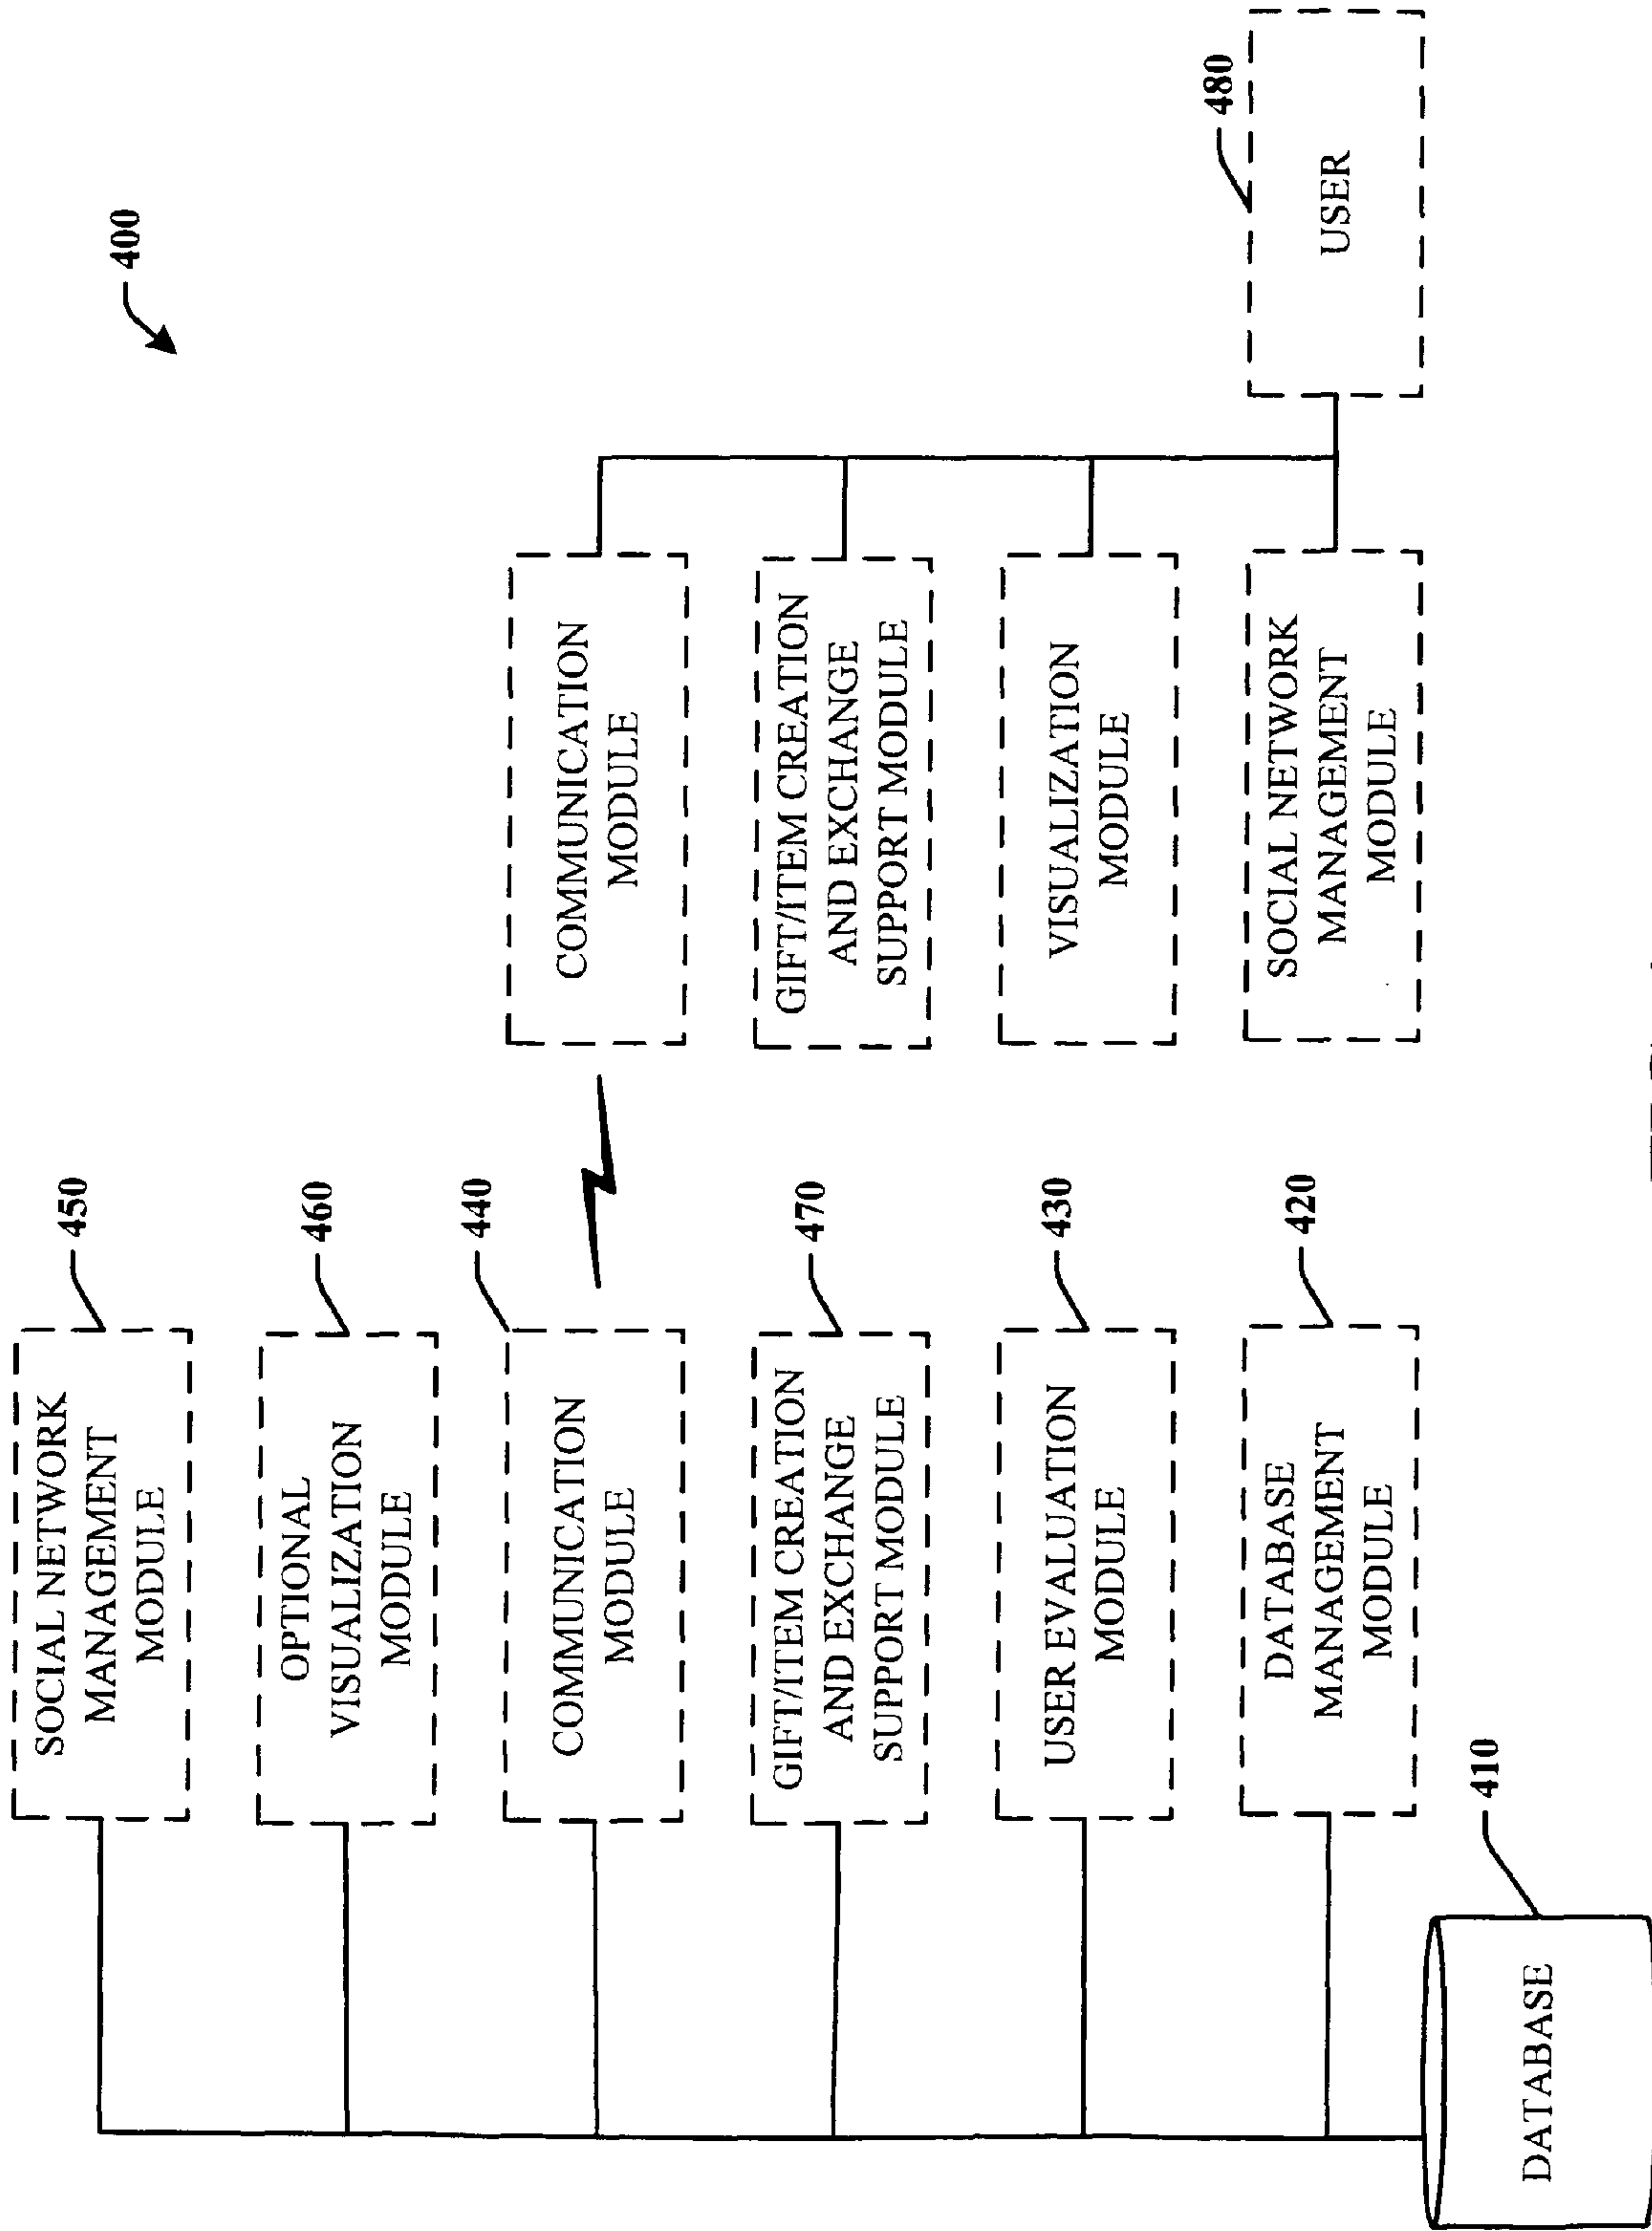 SOCIAL NETWORK
MANAGEMENT
MODULE
450
400
OPTIONAL
VISUALIZATION
MODULE
460
COMMUNICATION
MODULE
440
COMMUNICATION
MODULE
GIFT/ITEM CREATION
AND EXCHANGE
SUPPORT MODULE
470
GIFT/ITEM CREATION
AND EXCHANGE
SUPPORT MODULE
USER EVALUATION
MODULE
430
VISUALIZATION
MODULE
DATABASE
MANAGEMENT
MODULE
420
SOCIAL NETWORK
MANAGEMENT
MODULE
480
USER
410
DATABASE